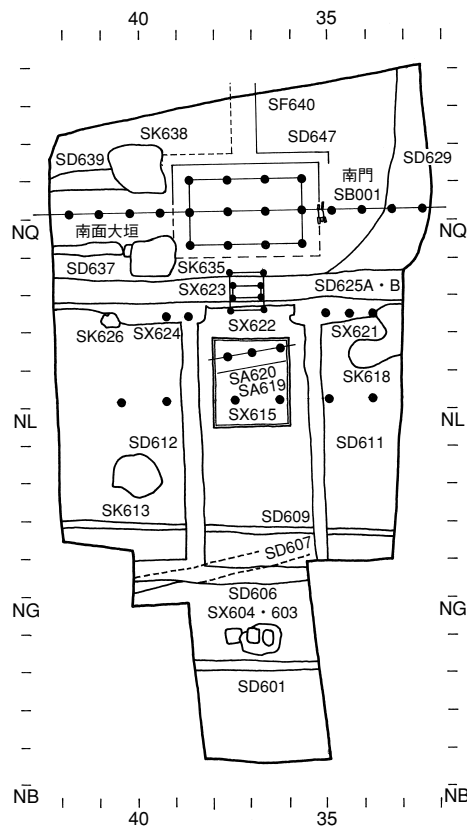 40 35
SF640
SK638
SD647
SD639
SD629
南門
SB001
NQ
南面大垣
NQ
SD637
SK635
SX623
SD625A・B
SK626
SX624
SX622
SX621
SK618
SA620
SA619
SX615
NL
NL
SD612
SD611
SK613
SD609
SD607
NG
SD606
NG
SX604・603
SD601
NB
NB
40 35